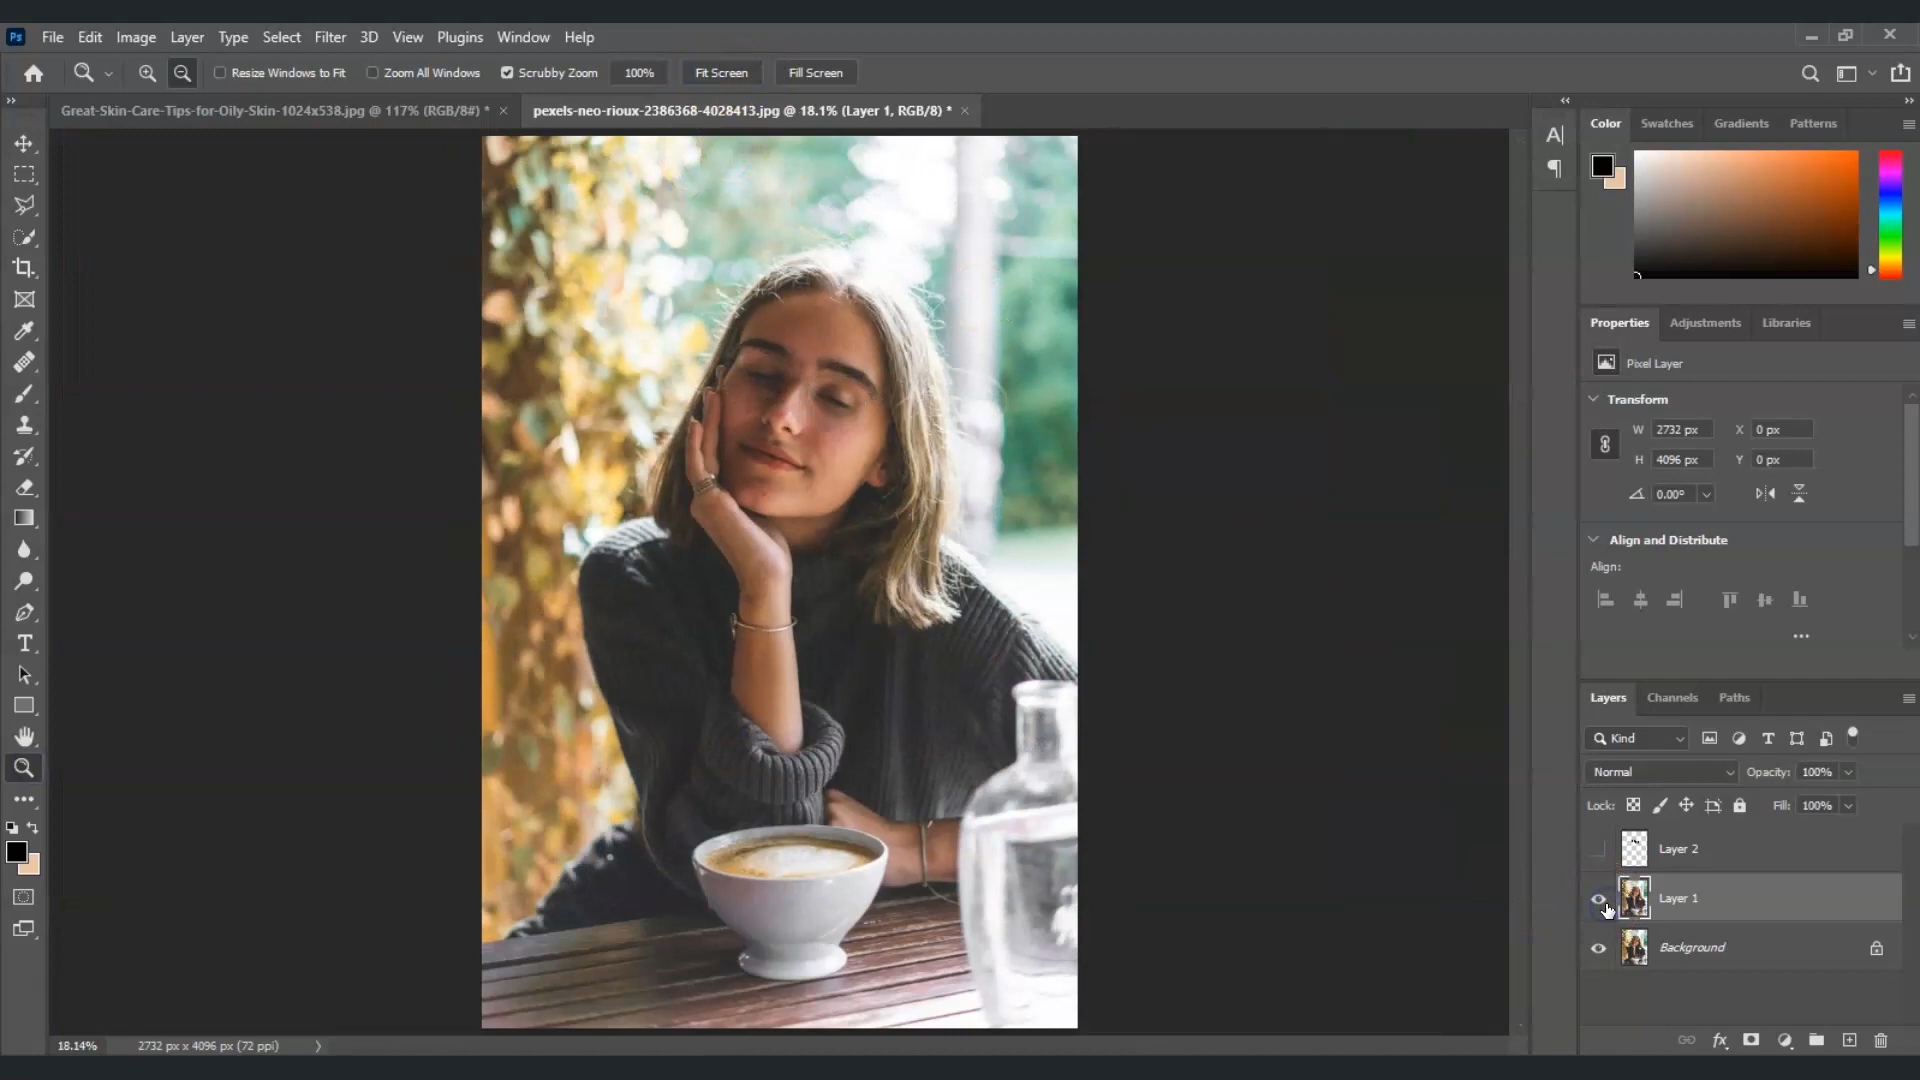 Ps File Edit Image Layer Type Select Filter 3D View Plugins Window Help
Resize Windows to Fit Zoom All Windows Scrubby Zoom 100% Fit Screen Fill Screen
Great-Skin-Care-Tips-for-Oily-Skin-1024x538.jpg @ 117% (RGB/8#) * pexels-neo-rioux-2386368-4028413.jpg @ 18.1% (Layer 1, RGB/8) *
Color Swatches Gradients Patterns
Properties Adjustments Libraries
Pixel Layer
Transform
W 2732 px X 0 px
H 4096 px Y 0 px
0.00°
Align and Distribute
Align:
Layers Channels Paths
Kind
Normal Opacity: 100%
Lock: Fill: 100%
Layer 2
Layer 1
Background
fx
18.14% 2732 px x 4096 px (72 ppi)